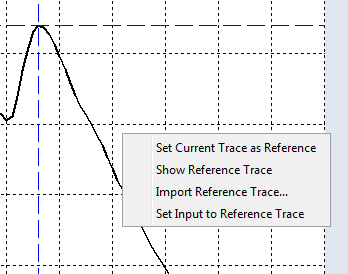 Set Current Trace as Reference
Show Reference Trace
Import Reference Trace...
Set Input to Reference Trace